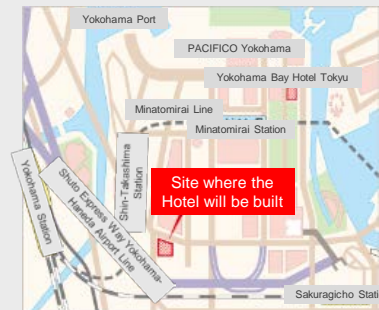 Yokohama Port
PACIFICO Yokohama
Yokohama Bay Hotel Tokyu
Minatomirai Line
Minatomirai Station
Shin-Takashima
Station
Yokohama Station
Shuto Express Way Yokohama-
Haneda Airport Line
Site where the
Hotel will be built
Sakuragicho Stati